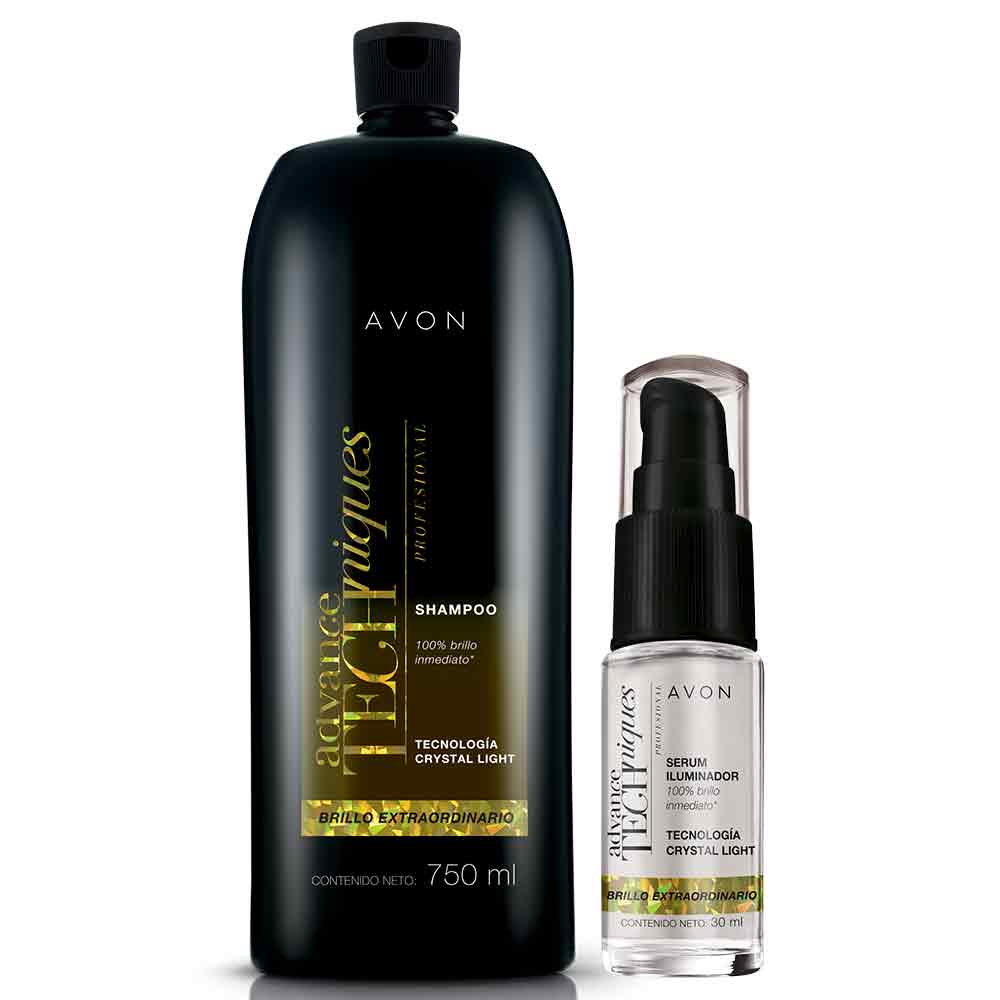 AVON
advance
TECHniques
PROFESIONAL
SHAMPOO
100% brillo
inmediato*
TECNOLOGÍA
CRYSTAL LIGHT
BRILLO EXTRAORDINARIO
CONTENIDO NETO: 750 ml
AVON
advance
TECHniques
PROFESIONAL
SERUM
ILUMINADOR
100% brillo
inmediato*
TECNOLOGÍA
CRYSTAL LIGHT
BRILLO EXTRAORDINARIO
CONTENIDO NETO: 30 ml